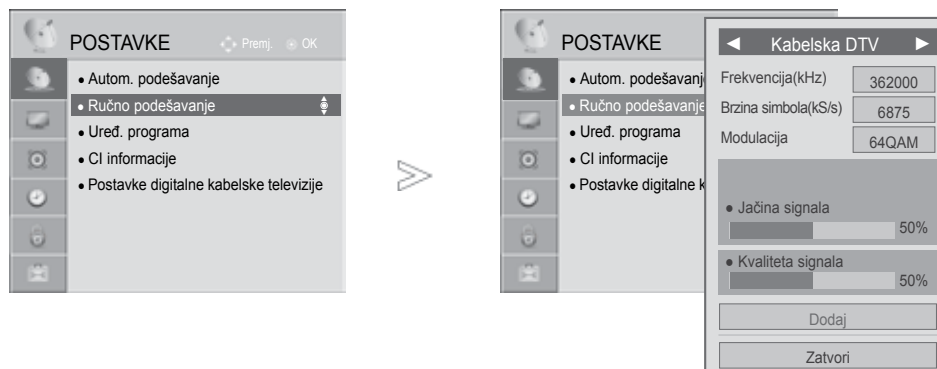 POSTAVKE
Premj. OK
• Autom. podešavanje
• Ručno podešavanje
• Uređ. programa
• CI informacije
• Postavke digitalne kabelske televizije
POSTAVKE
• Autom. podešavanj
• Ručno podešavanje
• Uređ. programa
• CI informacije
• Postavke digitalne k
◄ Kabelska DTV ►
Frekvencija(kHz) 362000
Brzina simbola(kS/s) 6875
Modulacija 64QAM
• Jačina signala
50%
• Kvaliteta signala
50%
Dodaj
Zatvori